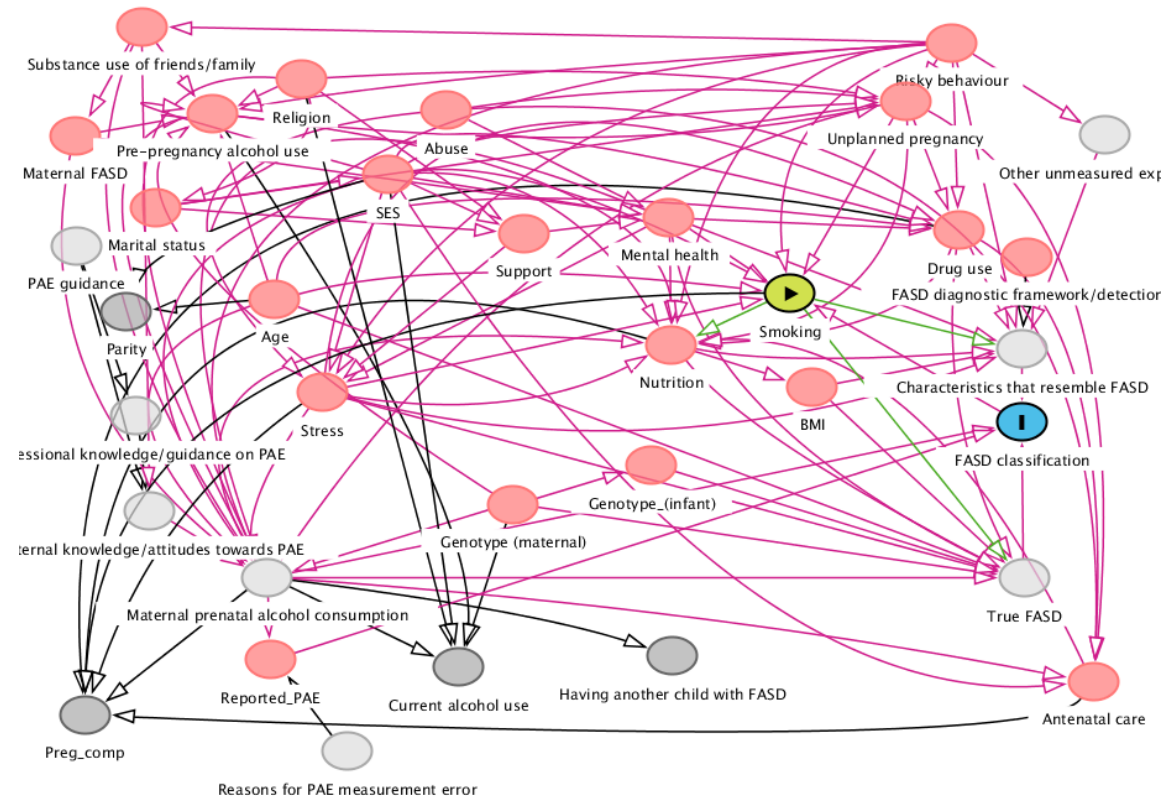 Substance use of friends/family
Risky behaviour
Religion
Abuse
Unplanned pregnancy
Pre-pregnancy alcohol use
Maternal FASD
Other unmeasured exp
SES
Marital status
Support
Mental health
Drug use
PAE guidance
FASD diagnostic framework/detection
Age
Smoking
Parity
Nutrition
Characteristics that resemble FASD
BMI
Stress
essional knowledge/guidance on PAE
FASD classification
Genotype_(infant)
Genotype (maternal)
ternal knowledge/attitudes towards PAE
Maternal prenatal alcohol consumption
True FASD
Reported_PAE
Current alcohol use
Having another child with FASD
Antenatal care
Preg_comp
Reasons for PAE measurement error